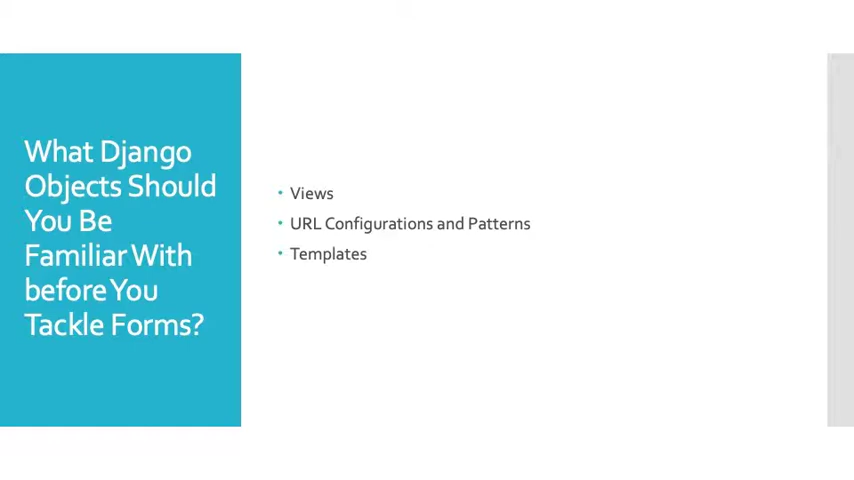 What Django
Objects Should
You Be
Familiar With
before You
Tackle Forms?
• Views
• URL Configurations and Patterns
• Templates